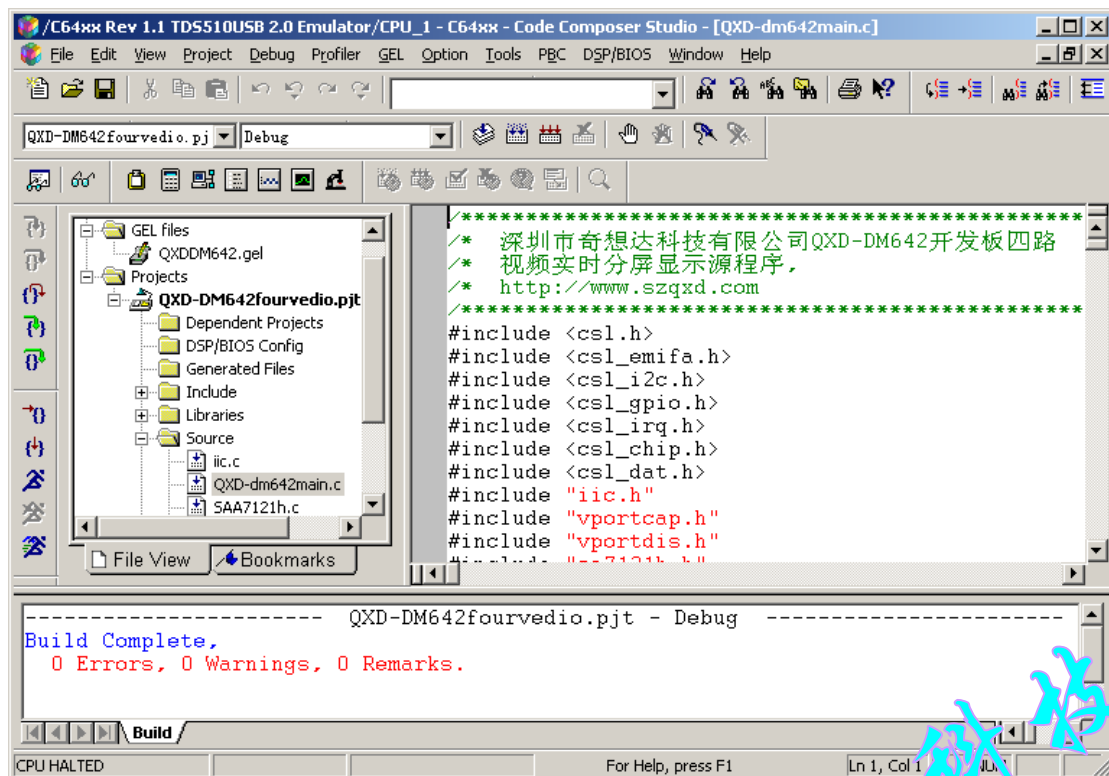 /C64xx Rev 1.1 TDS510USB 2.0 Emulator/CPU_1 - C64xx - Code Composer Studio - [QXD-dm642main.c]
File Edit View Project Debug Profiler GEL Option Tools PBC DSP/BIOS Window Help
QXD-DM642fourvedio.pj Debug
GEL files
QXDDM642.gel
Projects
QXD-DM642fourvedio.pjt
Dependent Projects
DSP/BIOS Config
Generated Files
Include
Libraries
Source
iic.c
QXD-dm642main.c
SAA7121h.c
File View Bookmarks
/************************************************
/* 深圳市奇想达科技有限公司QXD-DM642开发板四路
/* 视频实时分屏显示源程序,
/* http://www.szqxd.com
/************************************************
#include <csl.h>
#include <csl_emifa.h>
#include <csl_i2c.h>
#include <csl_gpio.h>
#include <csl_irq.h>
#include <csl_chip.h>
#include <csl_dat.h>
#include "iic.h"
#include "vportcap.h"
#include "vportdis.h"
----------------------- QXD-DM642fourvedio.pjt - Debug -----------------------
Build Complete,
0 Errors, 0 Warnings, 0 Remarks.
Build
CPU HALTED For Help, press F1 Ln 1, Col 1